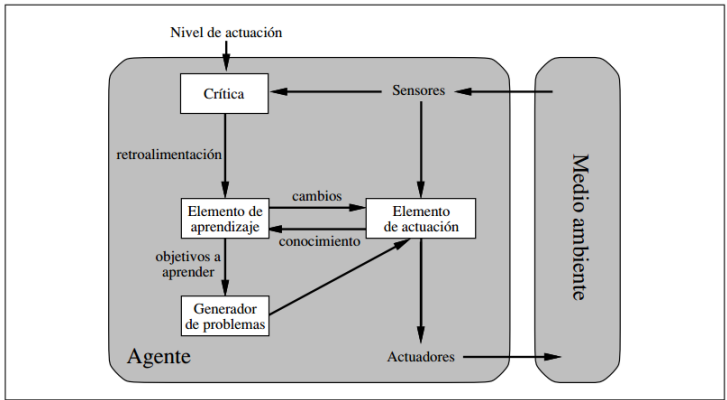 Nivel de actuación
Crítica
Sensores
retroalimentación
cambios
Elemento de
aprendizaje
Elemento
de actuación
conocimiento
objetivos a
aprender
Generador
de problemas
Agente
Actuadores
Medio ambiente